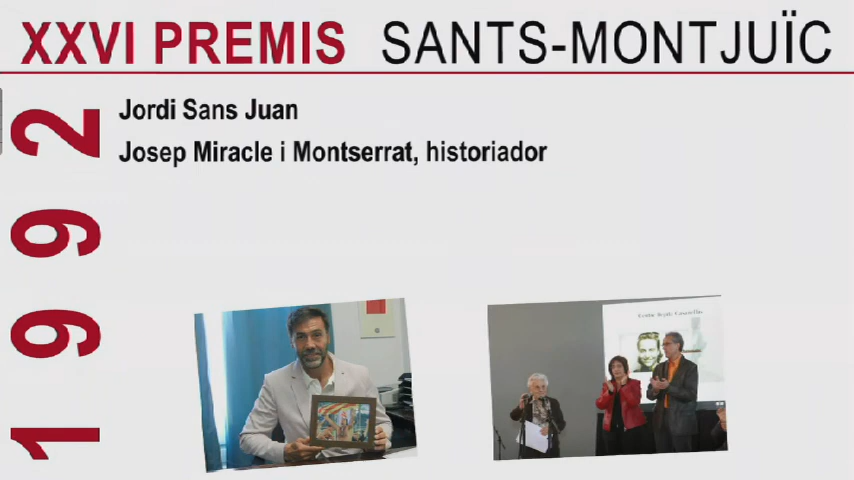 XXVI PREMIS SANTS-MONTJUÏC
1992
Jordi Sans Juan
Josep Miracle i Montserrat, historiador